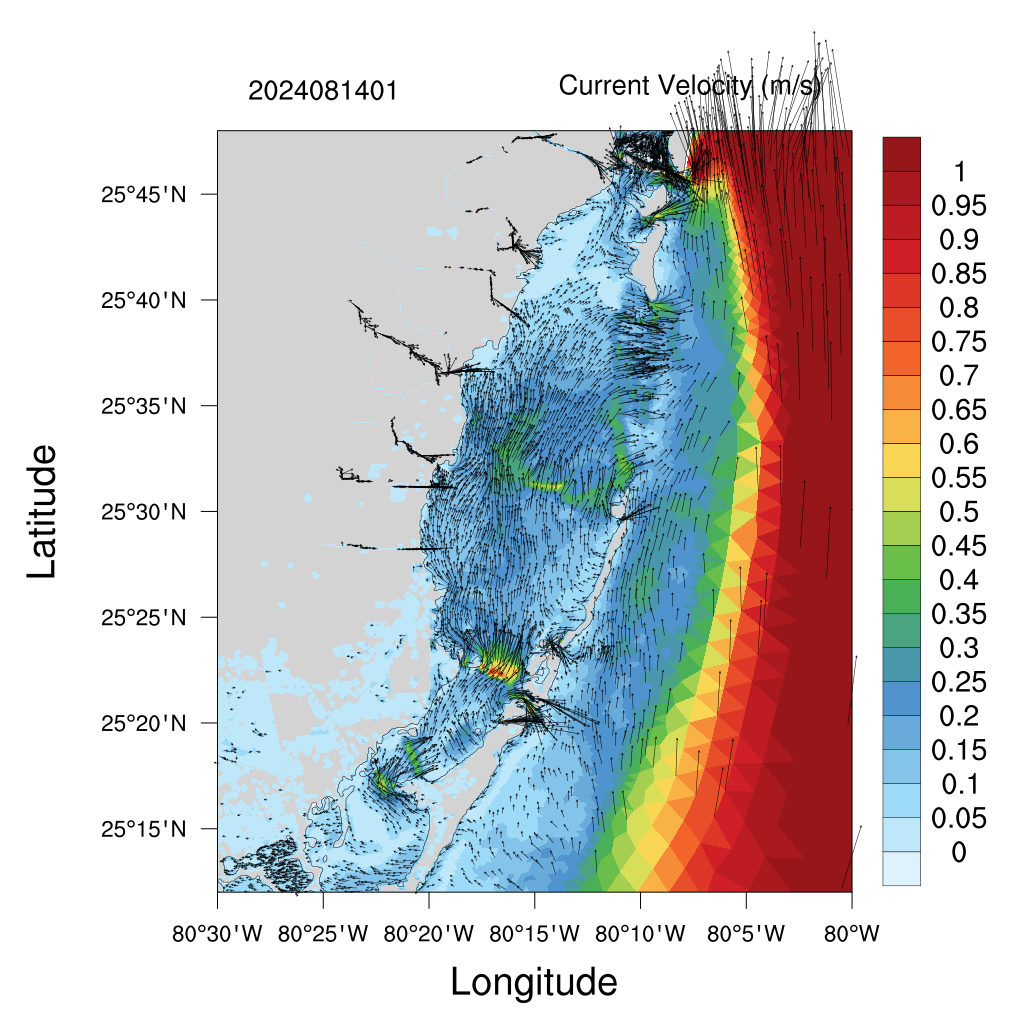 2024081401
Current Velocity (m/s)
25°45'N
25°40'N
25°35'N
25°30'N
25°25'N
25°20'N
25°15'N
Latitude
80°30'W 80°25'W 80°20'W 80°15'W 80°10'W 80°5'W 80°W
Longitude
1
0.95
0.9
0.85
0.8
0.75
0.7
0.65
0.6
0.55
0.5
0.45
0.4
0.35
0.3
0.25
0.2
0.15
0.1
0.05
0